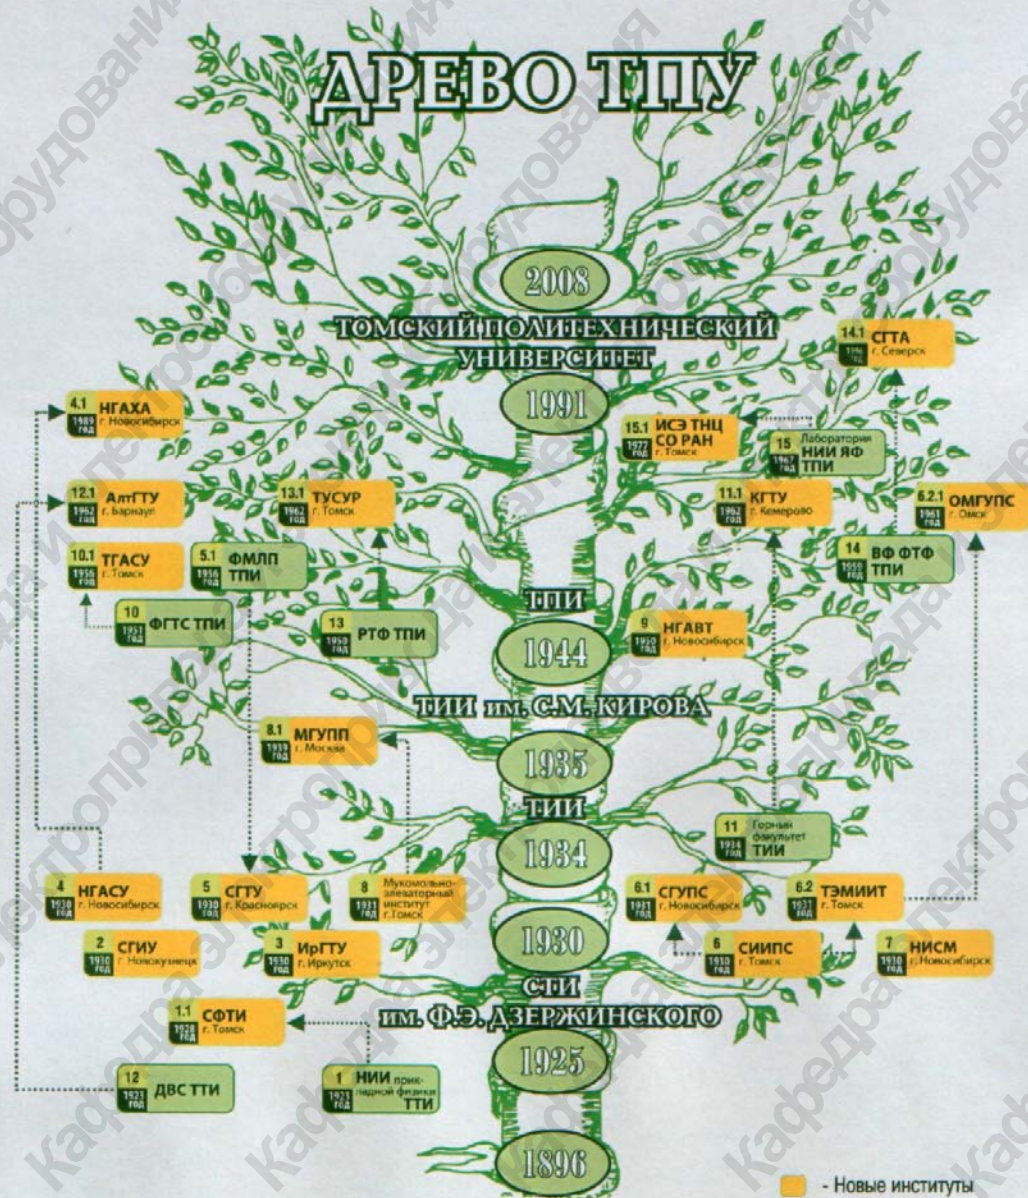 ДРЕВО ТПУ
2008
ТОМСКИЙ ПОЛИТЕХНИЧЕСКИЙ
УНИВЕРСИТЕТ
14.1 СГТА
г. Северск
1991
4.1 НГАХА
1989 год г. Новосибирск
15.1 ИСЭ ТНЦ
СО РАН
1977 год г. Томск
15 Лаборатория
НИИ ЯФ
1967 год ТПИ
12.1 АлтГТУ
1962 год г. Барнаул
13.1 ТУСУР
1962 год г. Томск
11.1 КГТУ
1962 год г. Кемерово
6.2.1 ОМГУПС
1961 год г. Омск
10.1 ТГАСУ
1956 год г. Томск
5.1 ФМЛП
1956 год ТПИ
14 ВФ ФТФ
1959 год ТПИ
10 ФГТС ТПИ
1951 год
13 РТФ ТПИ
1950 год
ТПИ
1944
9 НГАВТ
1950 год г. Новосибирск
ТИИ им. С.М. КИРОВА
8.1 МГУПП
1939 год г. Москва
1935
ТИИ
1934
11 Горный
факультет
1934 год ТИИ
4 НГАСУ
1930 год г. Новосибирск
5 СГТУ
1930 год г. Красноярск
8 Мукомольно-
элеваторный
институт
1931 год г. Томск
6.1 СГУПС
1931 год г. Новосибирск
6.2 ТЭМИИТ
1931 год г. Томск
2 СГИУ
1930 год г. Новокузнецк
3 ИрГТУ
1930 год г. Иркутск
1930
6 СИИПС
1930 год г. Томск
7 НИСМ
1930 год г. Новосибирск
СТИ
им. Ф.Э. ДЗЕРЖИНСКОГО
1.1 СФТИ
1928 год г. Томск
1925
12 ДВС ТТИ
1923 год
1 НИИ прик-
ладной физики
1923 год ТТИ
1896
- Новые институты